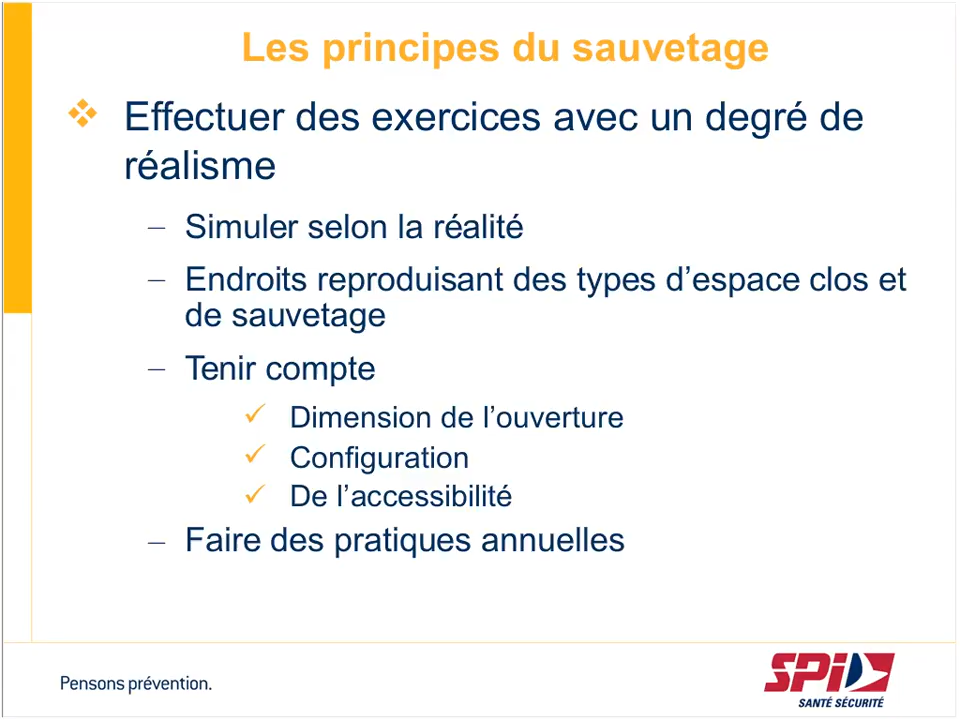 Les principes du sauvetage
❖ Effectuer des exercices avec un degré de
réalisme
– Simuler selon la réalité
– Endroits reproduisant des types d’espace clos et
de sauvetage
– Tenir compte
✓ Dimension de l’ouverture
✓ Configuration
✓ De l’accessibilité
– Faire des pratiques annuelles
Pensons prévention.
SPI
SANTÉ SÉCURITÉ